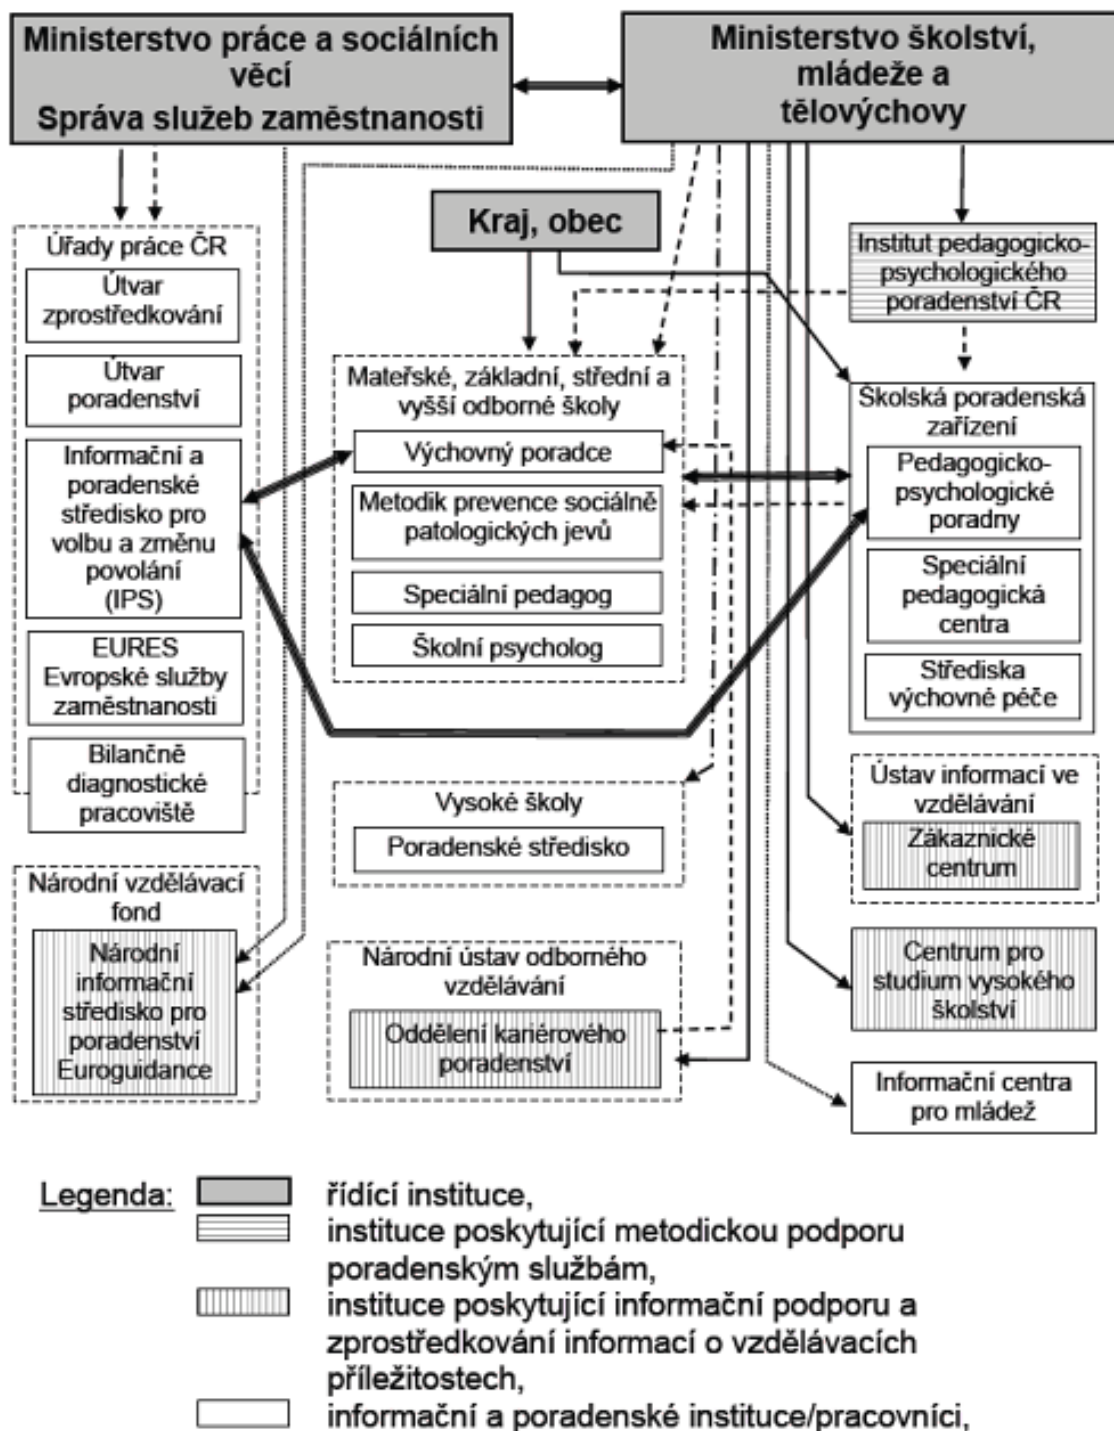 Ministerstvo práce a sociálních
věcí
Správa služeb zaměstnanosti
Ministerstvo školství,
mládeže a
tělovýchovy
Kraj, obec
Úřady práce ČR
Útvar
zprostředkování
Útvar
poradenství
Informační a
poradenské
středisko pro
volbu a změnu
povolání
(IPS)
EURES
Evropské služby
zaměstnanosti
Bilančně
diagnostické
pracoviště
Národní vzdělávací
fond
Národní
informační
středisko pro
poradenství
Euroguidance
Mateřské, základní, střední a
vyšší odborné školy
Výchovný poradce
Metodik prevence sociálně
patologických jevů
Speciální pedagog
Školní psycholog
Vysoké školy
Poradenské středisko
Národní ústav odborného
vzdělávání
Oddělení kariérového
poradenství
Institut pedagogicko-
psychologického
poradenství ČR
Školská poradenská
zařízení
Pedagogicko-
psychologické
poradny
Speciální
pedagogická
centra
Střediska
výchovné péče
Ústav informací ve
vzdělávání
Zákaznické
centrum
Centrum pro
studium vysokého
školství
Informační centra
pro mládež
Legenda:
řídící instituce,
instituce poskytující metodickou podporu
poradenským službám,
instituce poskytující informační podporu a
zprostředkování informací o vzdělávacích
příležitostech,
informační a poradenské instituce/pracovníci,